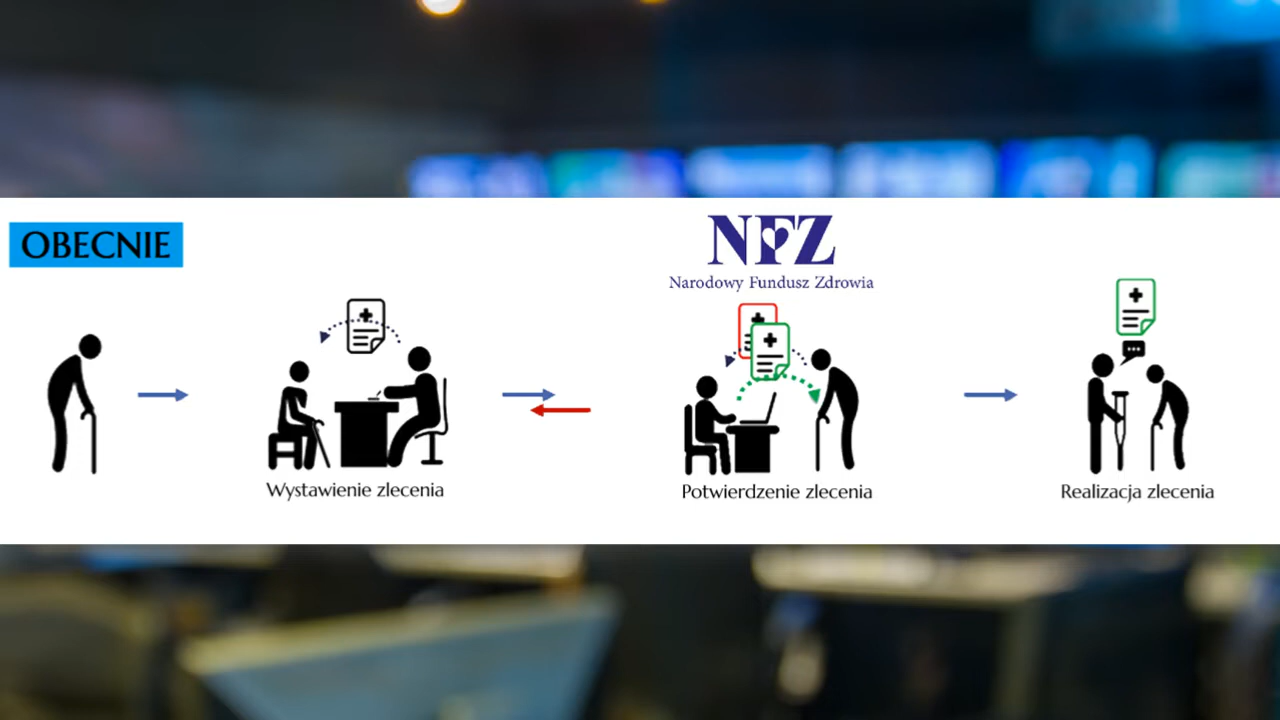 OBECNIE
NFZ
Narodowy Fundusz Zdrowia
Wystawienie zlecenia
Potwierdzenie zlecenia
Realizacja zlecenia